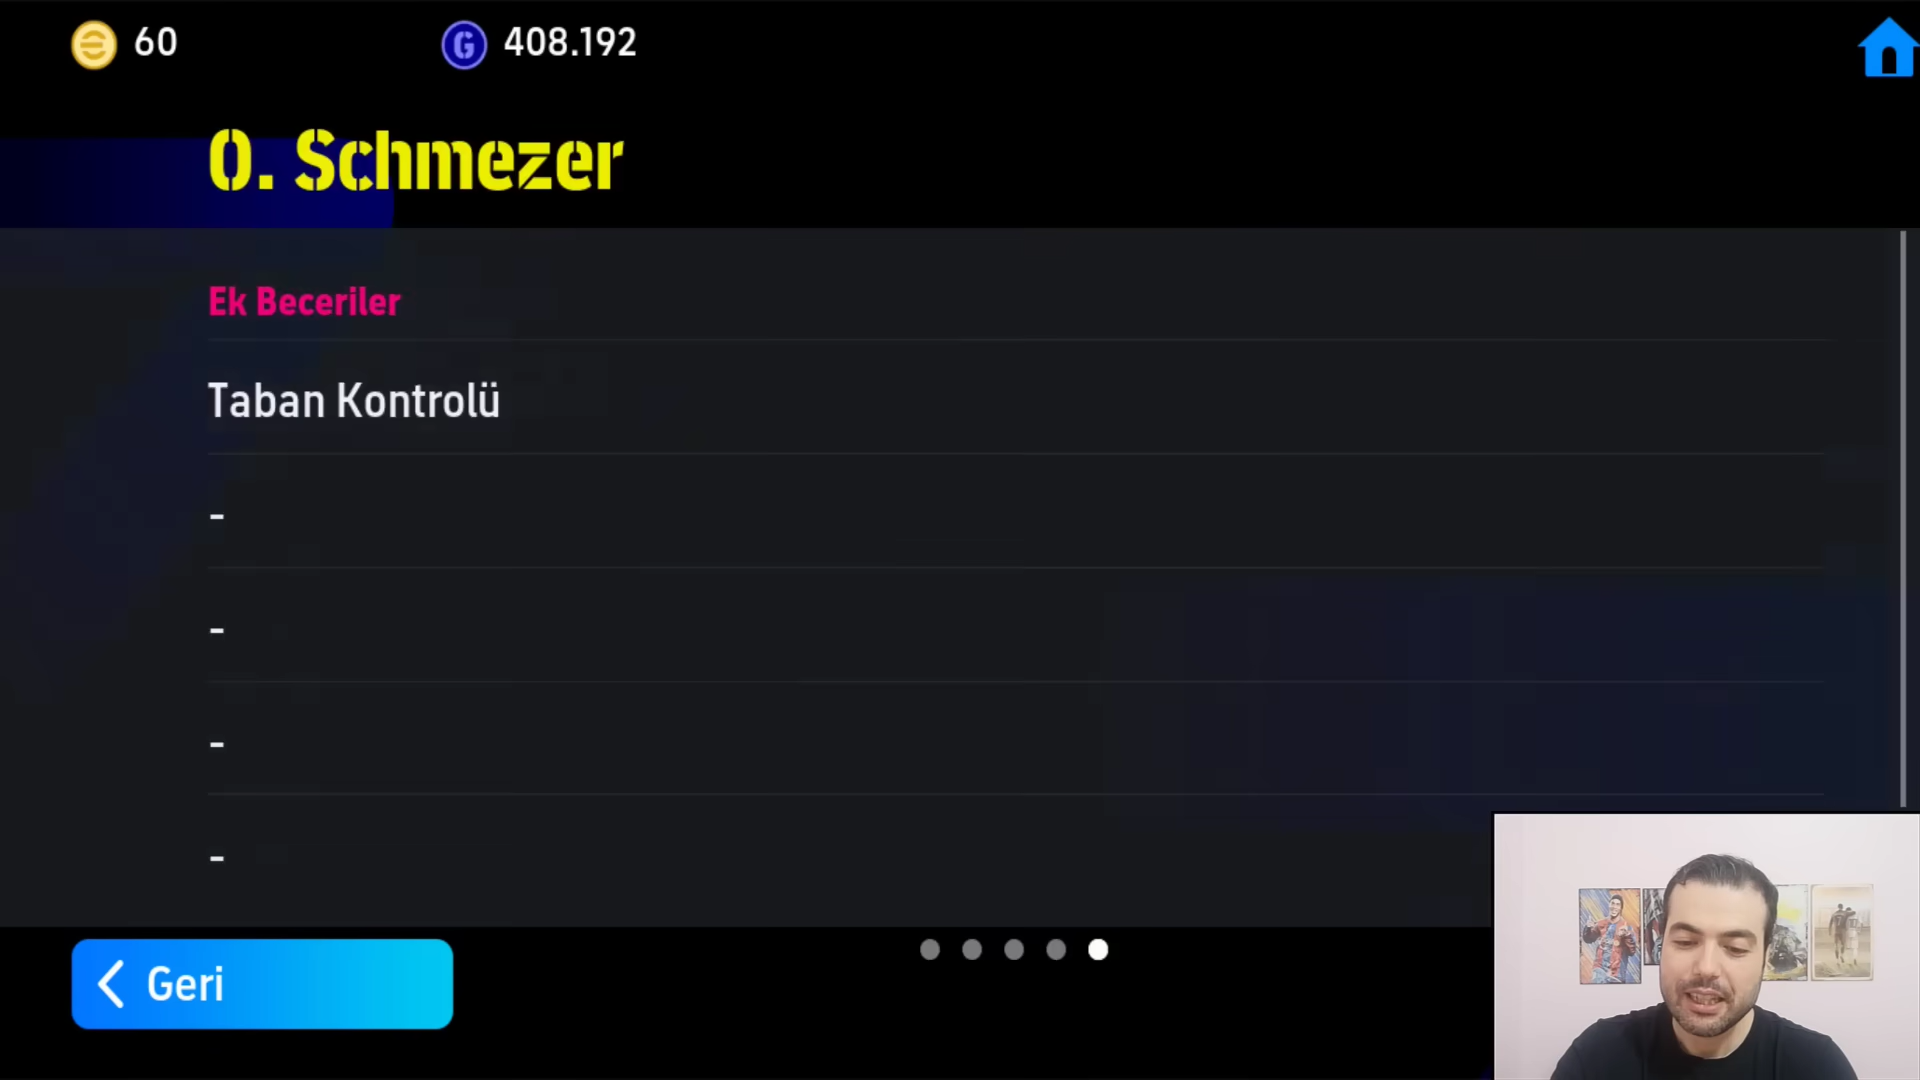 60
G 408.192
O. Schmezer
Ek Beceriler
Taban Kontrolü
-
-
-
-
Geri